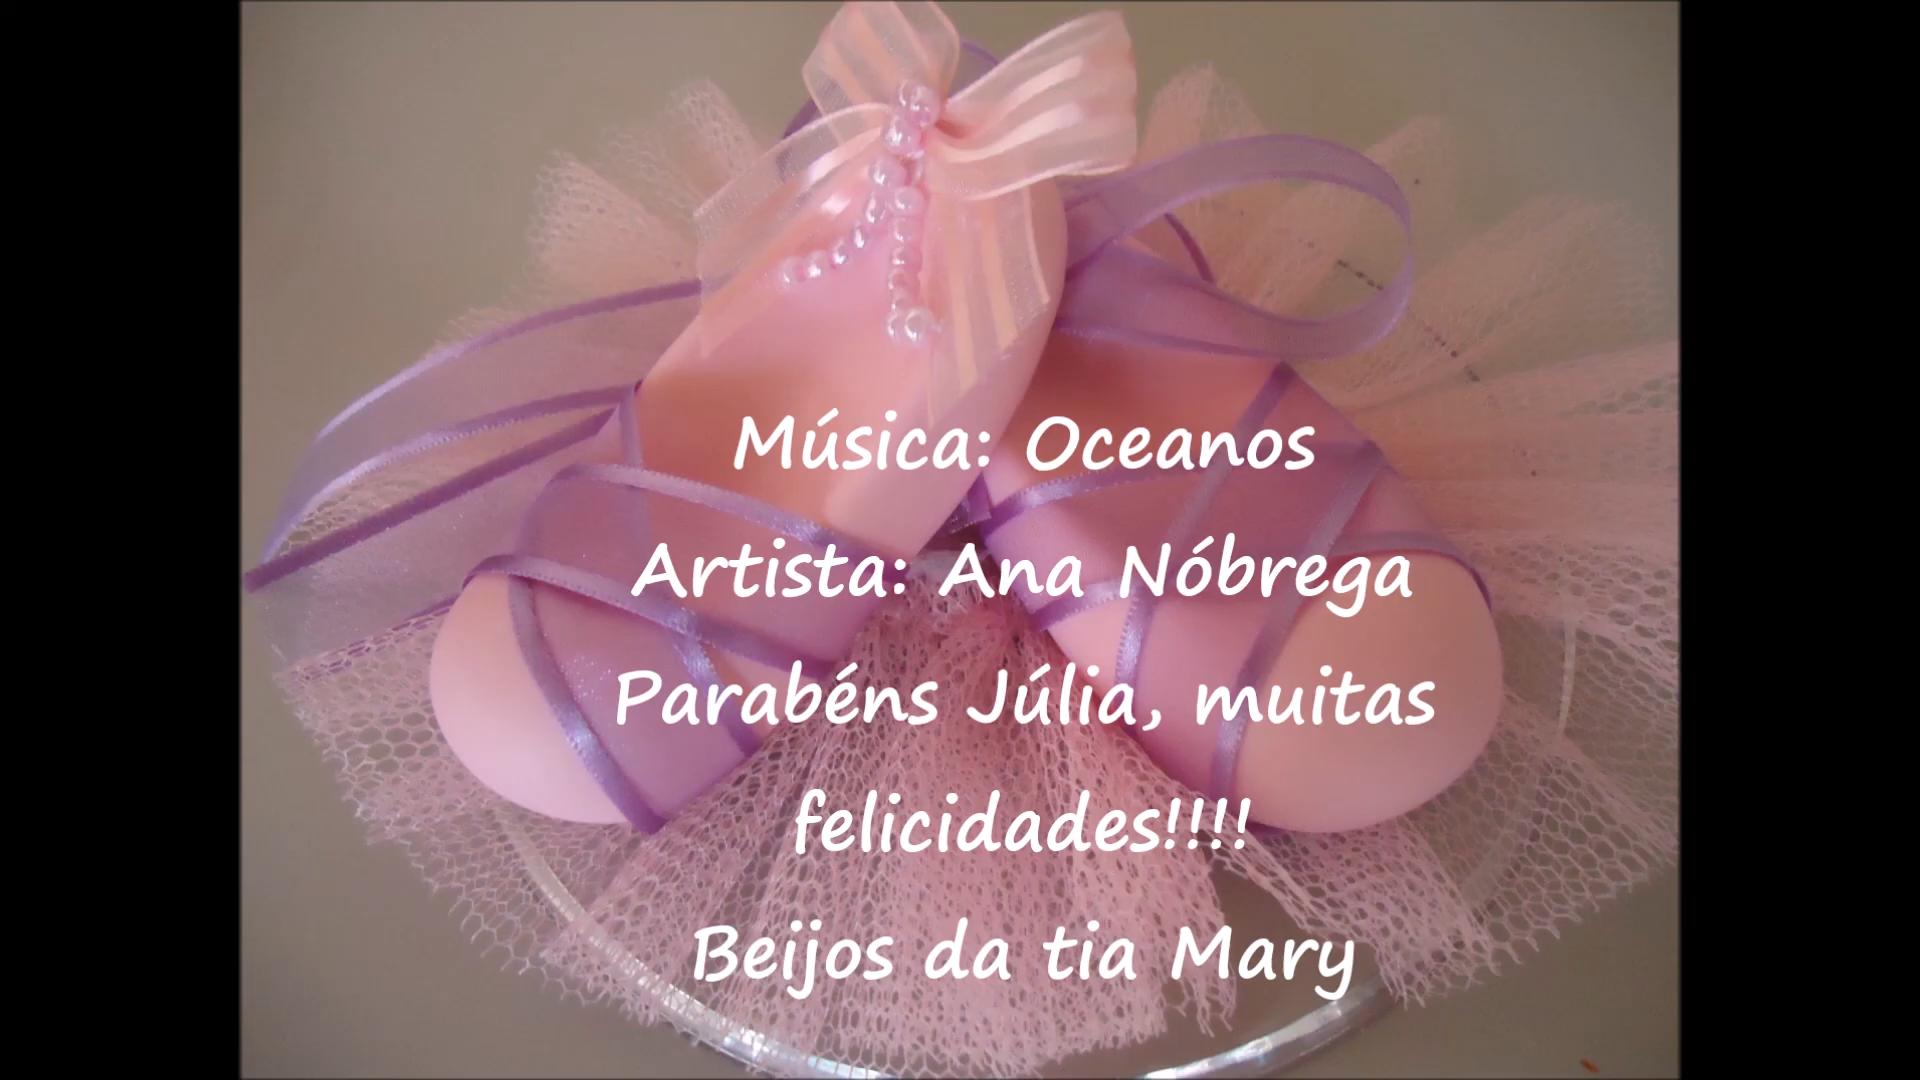 Música: Oceanos
Artista: Ana Nóbrega
Parabéns Júlia, muitas
felicidades!!!!
Beijos da tia Mary